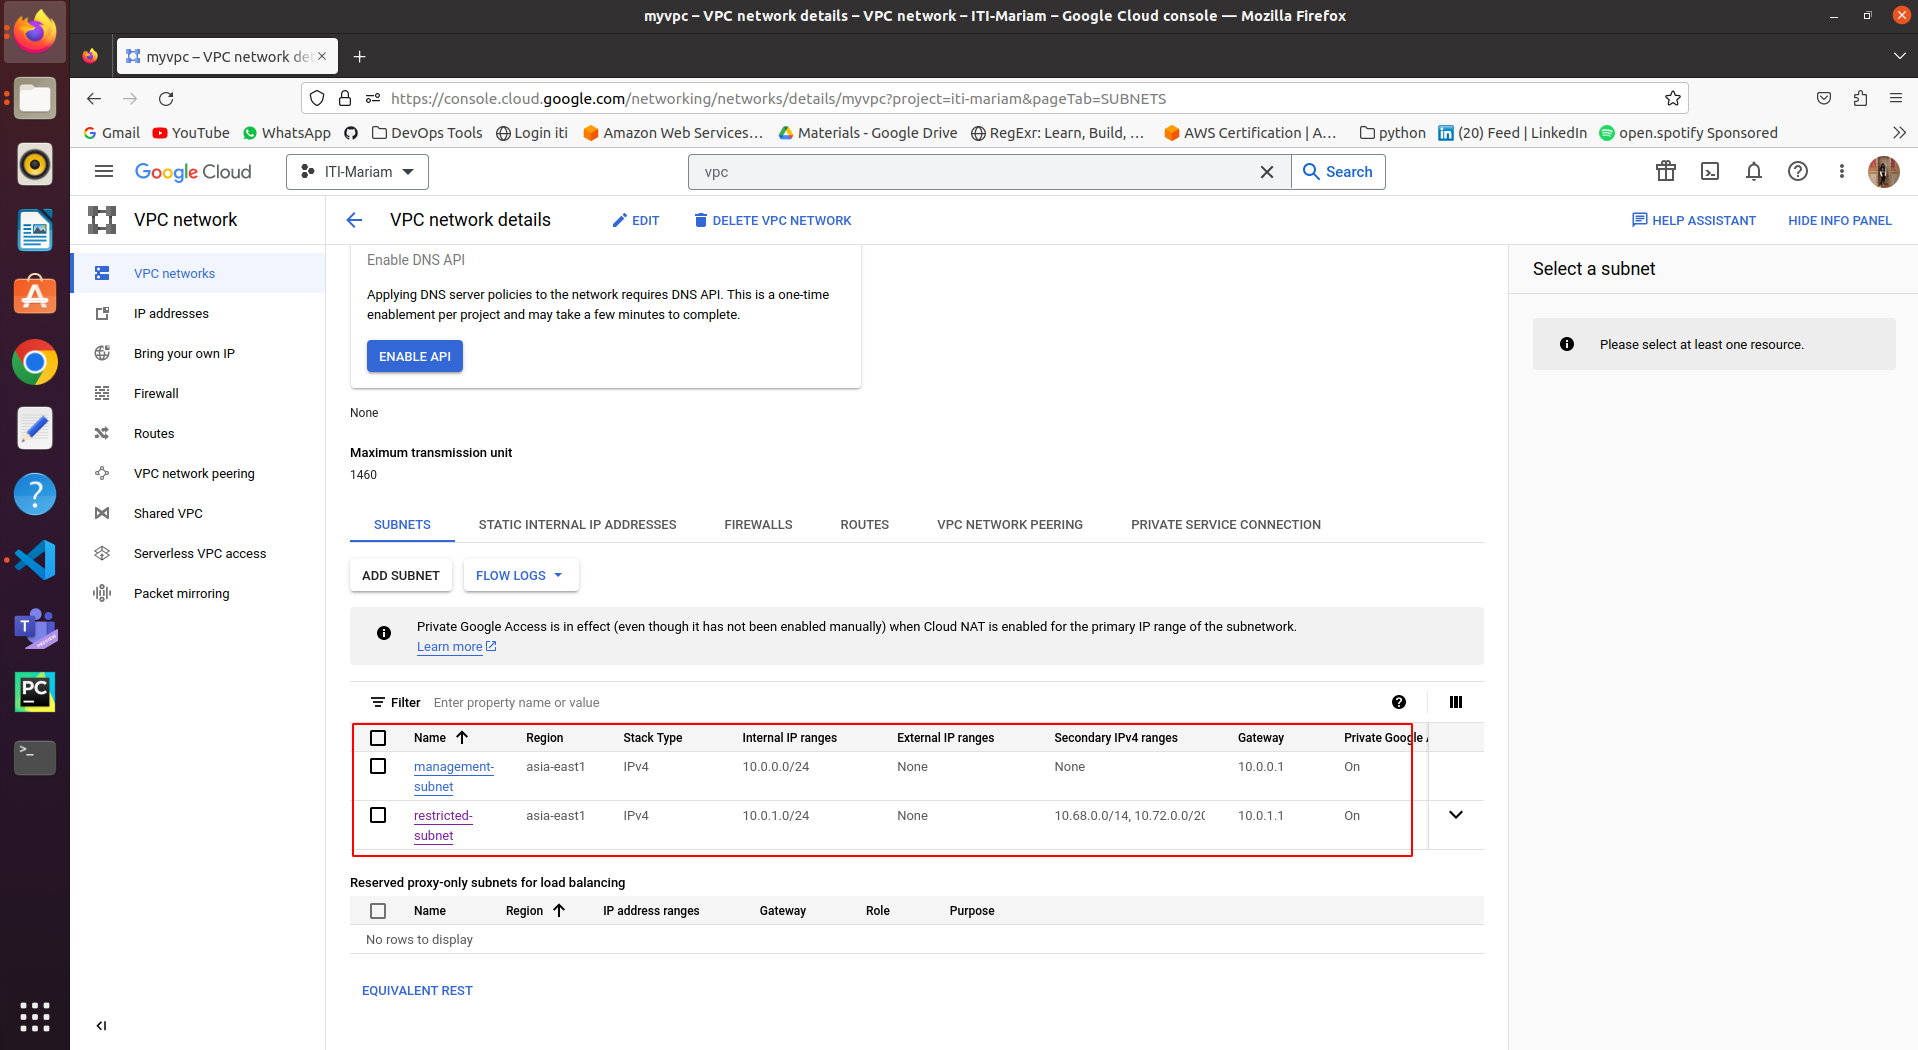 myvpc – VPC network details – VPC network – ITI-Mariam – Google Cloud console — Mozilla Firefox
myvpc – VPC network det
https://console.cloud.google.com/networking/networks/details/myvpc?project=iti-mariam&pageTab=SUBNETS
Gmail YouTube WhatsApp DevOps Tools Login iti Amazon Web Services... Materials - Google Drive RegExr: Learn, Build, ... AWS Certification | A... python (20) Feed | LinkedIn open.spotify Sponsored
Google Cloud ITI-Mariam vpc Search
VPC network
VPC network details EDIT DELETE VPC NETWORK HELP ASSISTANT HIDE INFO PANEL
VPC networks
IP addresses
Bring your own IP
Firewall
Routes
VPC network peering
Shared VPC
Serverless VPC access
Packet mirroring
Enable DNS API
Applying DNS server policies to the network requires DNS API. This is a one-time
enablement per project and may take a few minutes to complete.
ENABLE API
None
Maximum transmission unit
1460
SUBNETS STATIC INTERNAL IP ADDRESSES FIREWALLS ROUTES VPC NETWORK PEERING PRIVATE SERVICE CONNECTION
ADD SUBNET FLOW LOGS
Private Google Access is in effect (even though it has not been enabled manually) when Cloud NAT is enabled for the primary IP range of the subnetwork.
Learn more
Filter Enter property name or value
Name Region Stack Type Internal IP ranges External IP ranges Secondary IPv4 ranges Gateway Private Google
management- asia-east1 IPv4 10.0.0.0/24 None None 10.0.0.1 On
subnet
restricted- asia-east1 IPv4 10.0.1.0/24 None 10.68.0.0/14, 10.72.0.0/20 10.0.1.1 On
subnet
Reserved proxy-only subnets for load balancing
Name Region IP address ranges Gateway Role Purpose
No rows to display
EQUIVALENT REST
Select a subnet
Please select at least one resource.
T
PREVIEW
PC